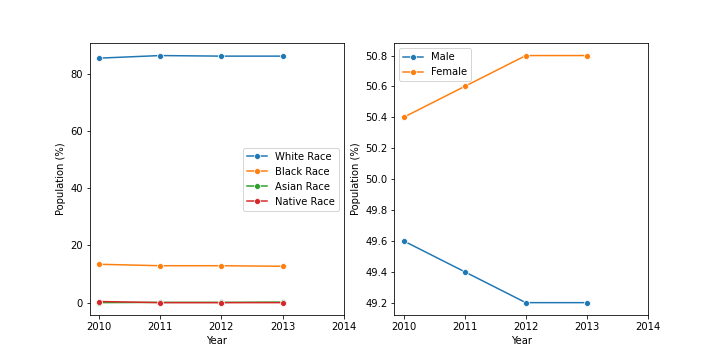 Population (%)
80
60
40
20
0
2010 2011 2012 2013 2014
Year
White Race
Black Race
Asian Race
Native Race
Population (%)
50.8
50.6
50.4
50.2
50.0
49.8
49.6
49.4
49.2
2010 2011 2012 2013 2014
Year
Male
Female